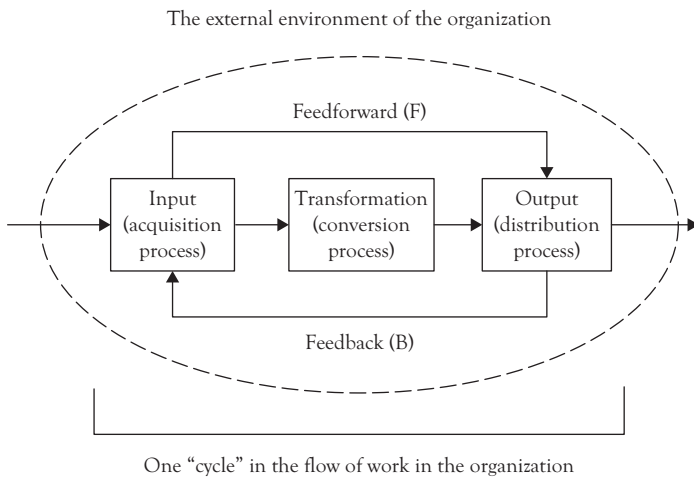 The external environment of the organization
Feedforward (F)
Input
(acquisition
process)
Transformation
(conversion
process)
Output
(distribution
process)
Feedback (B)
One “cycle” in the flow of work in the organization